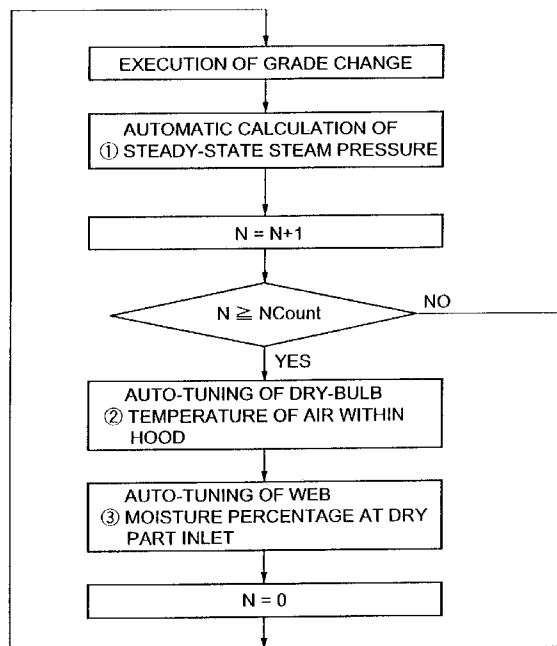 EXECUTION OF GRADE CHANGE
AUTOMATIC CALCULATION OF
① STEADY-STATE STEAM PRESSURE
N = N+1
N ≧ NCount
NO
YES
AUTO-TUNING OF DRY-BULB
② TEMPERATURE OF AIR WITHIN
HOOD
AUTO-TUNING OF WEB
③ MOISTURE PERCENTAGE AT DRY
PART INLET
N = 0